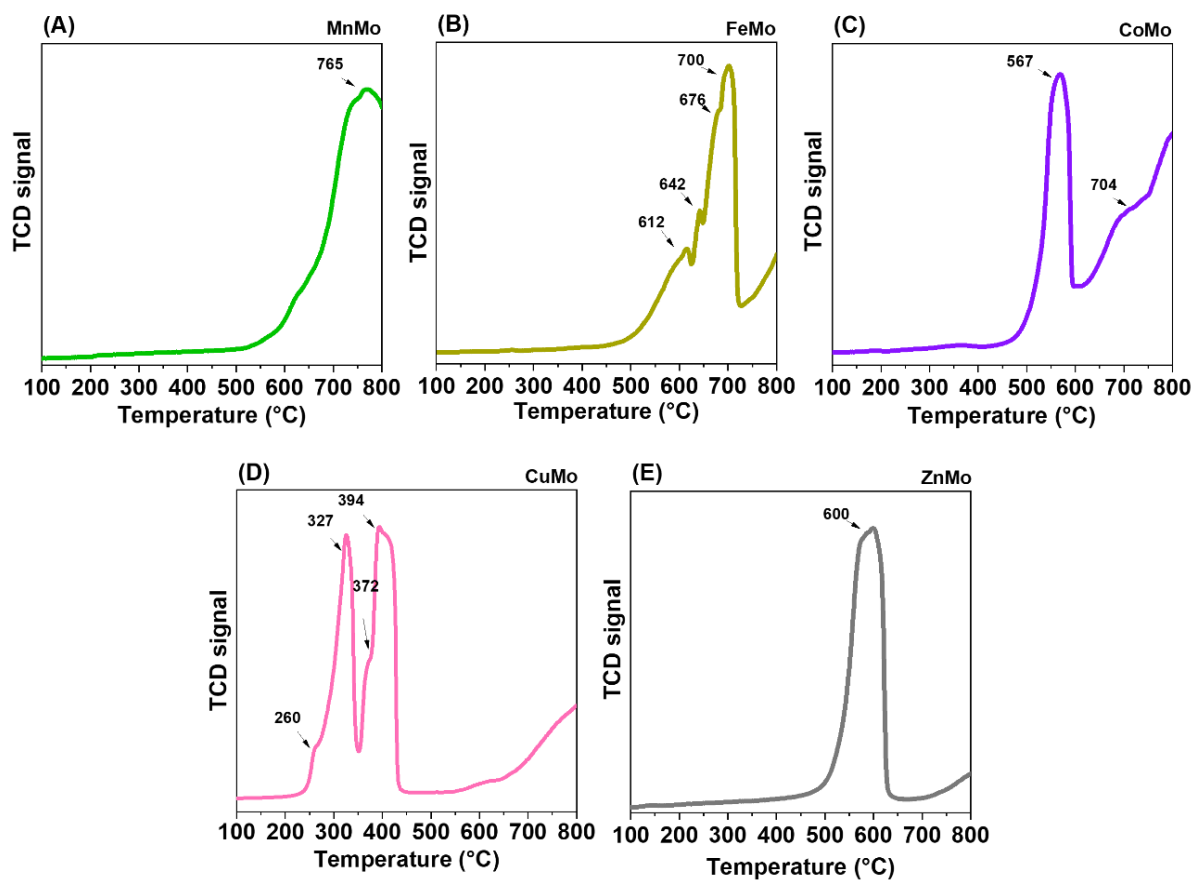 (A)
MnMo
765
TCD signal
100 200 300 400 500 600 700 800
Temperature (°C)
(B)
FeMo
700
676
642
612
TCD signal
100 200 300 400 500 600 700 800
Temperature (°C)
(C)
CoMo
567
704
TCD signal
100 200 300 400 500 600 700 800
Temperature (°C)
(D)
CuMo
394
327
372
260
TCD signal
100 200 300 400 500 600 700 800
Temperature (°C)
(E)
ZnMo
600
TCD signal
100 200 300 400 500 600 700 800
Temperature (°C)